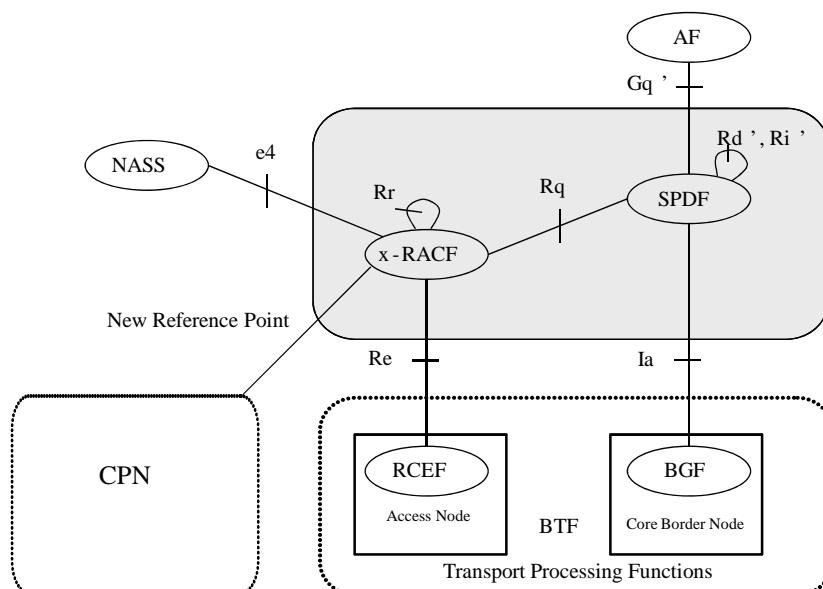 AF
Gq ’
Rd ’, Ri ’
e4
NASS
Rr
Rq
SPDF
x-RACF
New Reference Point
Re
Ia
CPN
RCEF
BGF
Access Node
BTF
Core Border Node
Transport Processing Functions